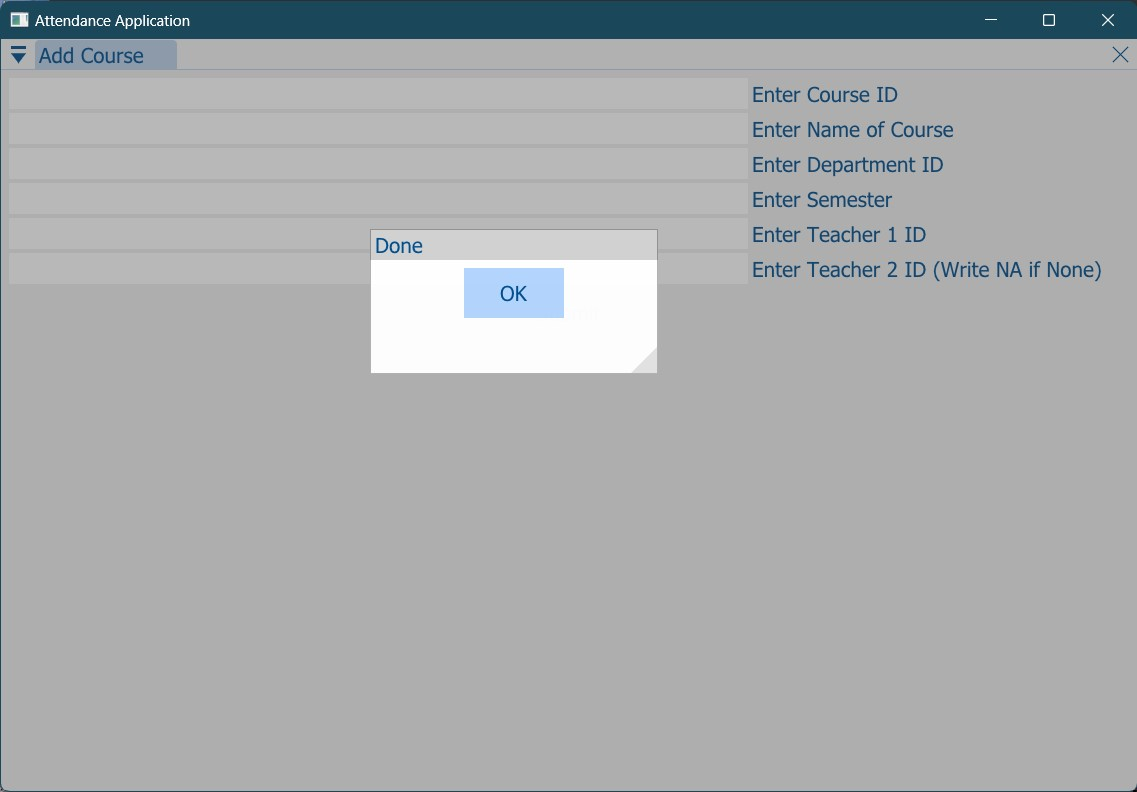 Attendance Application
Add Course
Enter Course ID
Enter Name of Course
Enter Department ID
Enter Semester
Enter Teacher 1 ID
Enter Teacher 2 ID (Write NA if None)
Done
OK